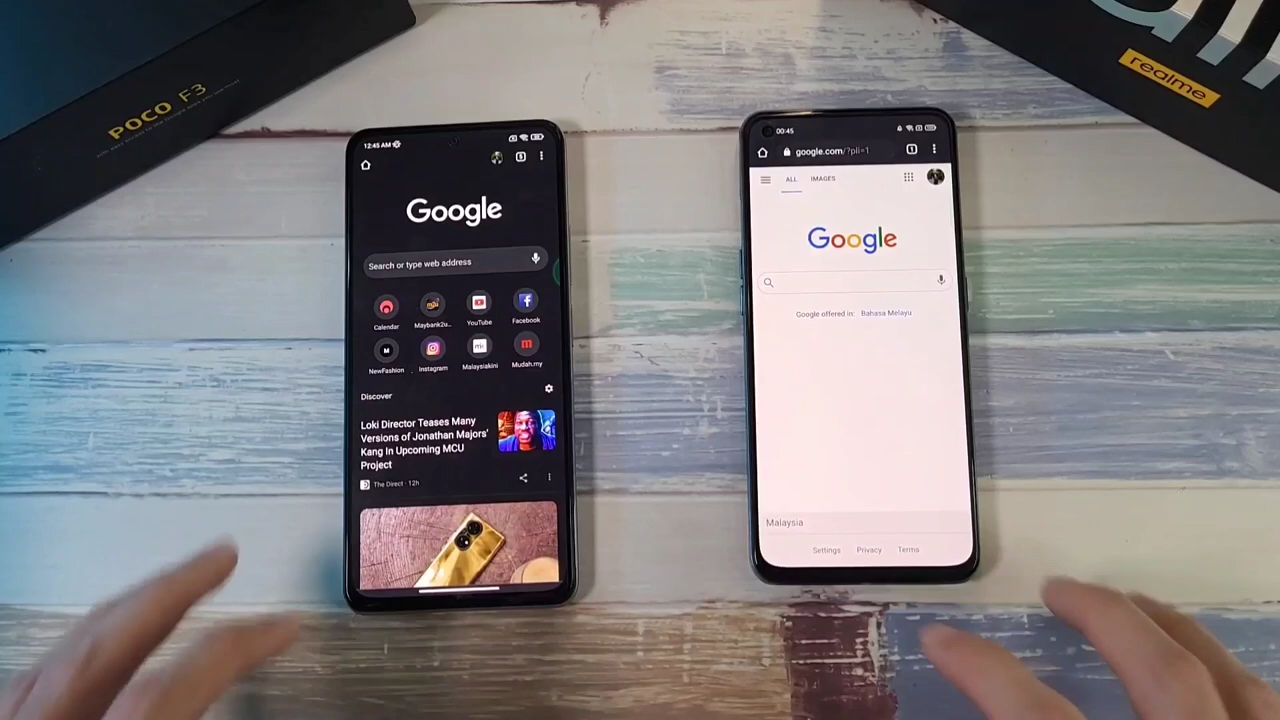 POCO F3
realme
12:45 AM
Google
Search or type web address
Calendar
Maybank2u...
YouTube
Facebook
NewFashion
Instagram
Malaysiakini
Mudah.my
Discover
Loki Director Teases Many
Versions of Jonathan Majors'
Kang In Upcoming MCU
Project
The Direct · 12h
00:45
google.com/?pli=1
1
ALL IMAGES
Google
Google offered in: Bahasa Melayu
Malaysia
Settings Privacy Terms